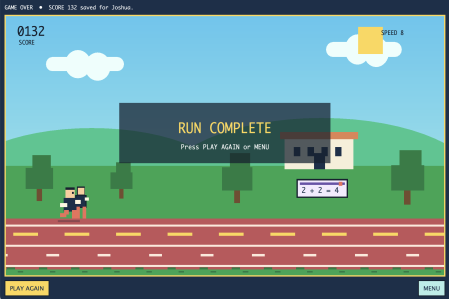 GAME OVER • SCORE 132 saved for Joshua.
0132
SCORE
SPEED 8
RUN COMPLETE
Press PLAY AGAIN or MENU
2 + 2 = 4
PLAY AGAIN
MENU